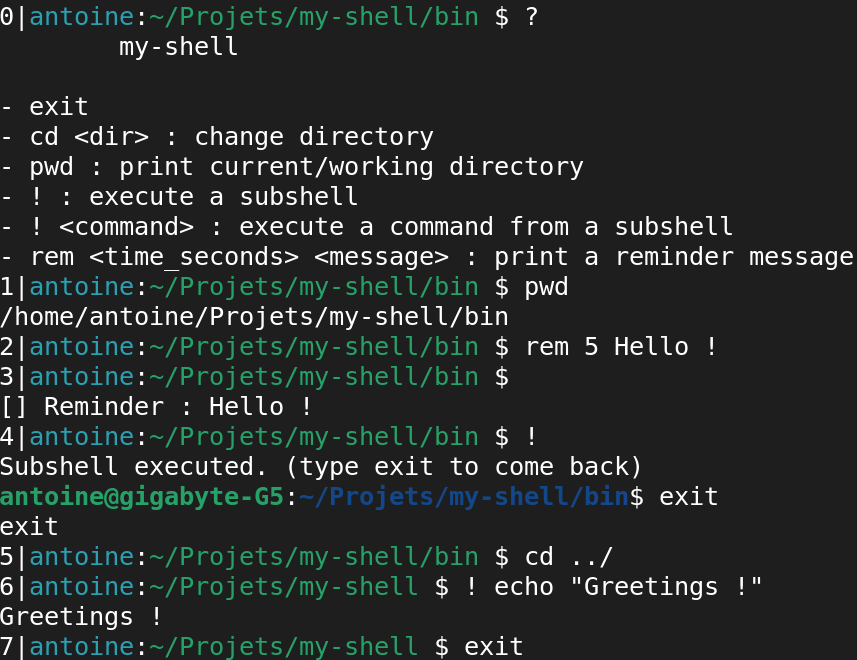 0|antoine:~/Projets/my-shell/bin $ ?
my-shell
- exit
- cd <dir> : change directory
- pwd : print current/working directory
- ! : execute a subshell
- ! <command> : execute a command from a subshell
- rem <time_seconds> <message> : print a reminder message
1|antoine:~/Projets/my-shell/bin $ pwd
/home/antoine/Projets/my-shell/bin
2|antoine:~/Projets/my-shell/bin $ rem 5 Hello !
3|antoine:~/Projets/my-shell/bin $
[] Reminder : Hello !
4|antoine:~/Projets/my-shell/bin $ !
Subshell executed. (type exit to come back)
antoine@gigabyte-G5:~/Projets/my-shell/bin$ exit
exit
5|antoine:~/Projets/my-shell/bin $ cd ../
6|antoine:~/Projets/my-shell $ ! echo "Greetings !"
Greetings !
7|antoine:~/Projets/my-shell $ exit